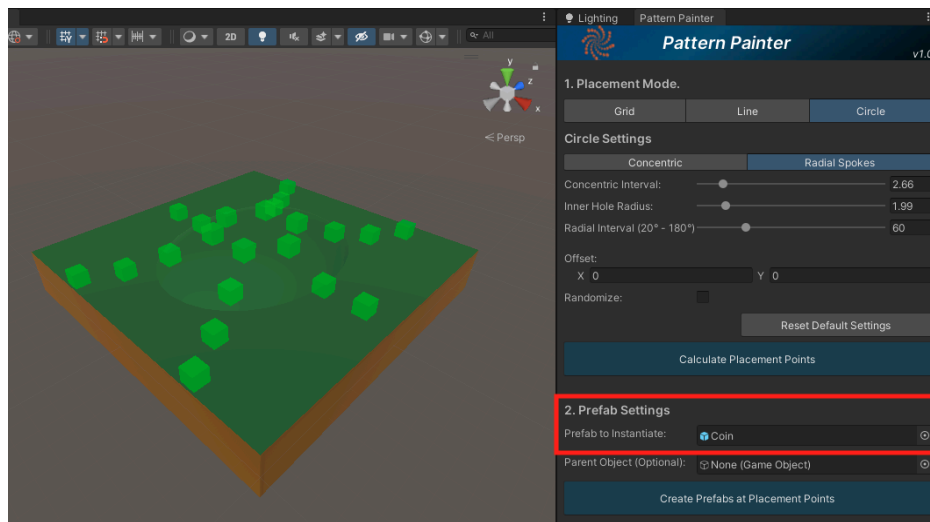 2D
All
y
z
x
Persp
Lighting
Pattern Painter
Pattern Painter
1. Placement Mode.
Grid
Line
Circle
Circle Settings
Concentric
Radial Spokes
Concentric Interval:
2.66
Inner Hole Radius:
1.99
Radial Interval (20° - 180°)
60
Offset:
X 0
Y 0
Randomize:
Reset Default Settings
Calculate Placement Points
2. Prefab Settings
Prefab to Instantiate:
Coin
Parent Object (Optional):
None (Game Object)
Create Prefabs at Placement Points